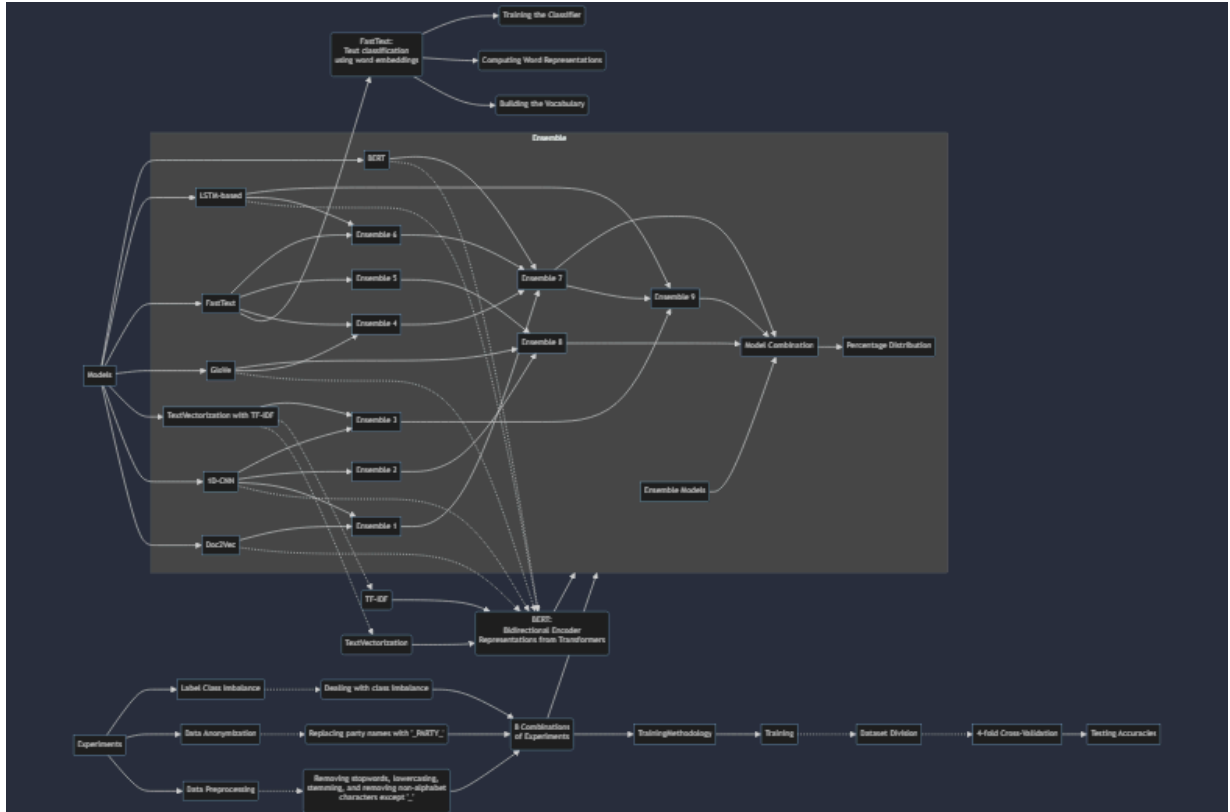 Training the Classifier
FastText:
Text classification
using word embeddings
Computing Word Representations
Building the Vocabulary
Ensemble
BERT
LSTM-based
Ensemble 6
Ensemble 5
Ensemble 7
FastText
Ensemble 9
Ensemble 4
Ensemble 8
Model Combination
Percentage Distribution
Models
GloVe
TextVectorization with TF-IDF
Ensemble 3
Ensemble 2
1D-CNN
Ensemble Models
Ensemble 1
Doc2Vec
TF-IDF
BERT:
Bidirectional Encoder
Representations from Transformers
TextVectorization
Label Class Imbalance
Dealing with class imbalance
Data Anonymization
Replacing party names with '_PARTY_'
8 Combinations
of Experiments
TrainingMethodology
Training
Dataset Division
4-fold Cross-Validation
Testing Accuracies
Experiments
Data Preprocessing
Removing stopwords, lowercasing,
stemming, and removing non-alphabet
characters except '_'